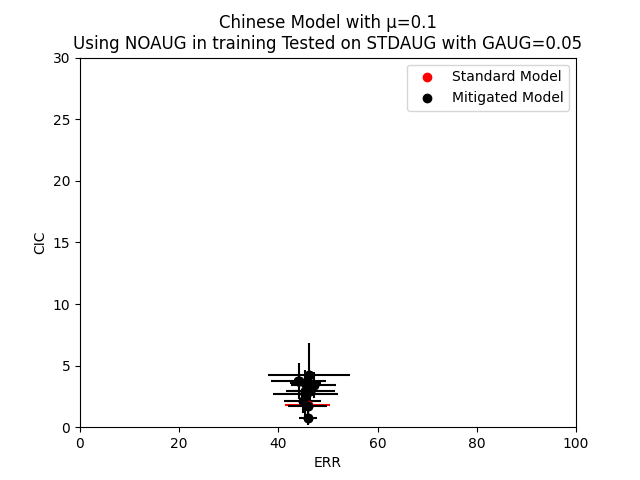 Chinese Model with μ=0.1
Using NOAUG in training Tested on STDAUG with GAUG=0.05
30
25
20
15
10
5
0
CIC
Standard Model
Mitigated Model
0
20
40
60
80
100
ERR